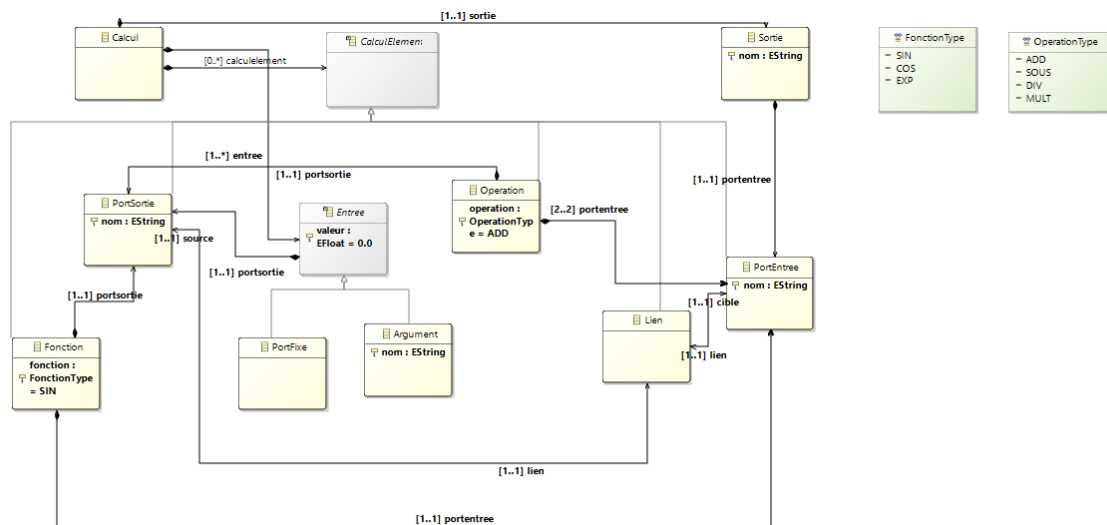 [1..1] sortie
Calcul
CalculElement
[0..*] calculelement
Sortie
nom : EString
FonctionType
SIN
COS
EXP
OperationType
ADD
SOUS
DIV
MULT
[1..*] entree
[1..1] portsortie
[1..1] portentree
PortSortie
nom : EString
[1..1] source
Entree
valeur :
EFloat = 0.0
Operation
operation :
OperationTyp
e = ADD
[2..2] portentree
[1..1] portsortie
PortEntree
nom : EString
[1..1] portsortie
[1..1] cible
Lien
[1..1] lien
Fonction
fonction :
FonctionType
= SIN
PortFixe
Argument
nom : EString
[1..1] lien
[1..1] portentree